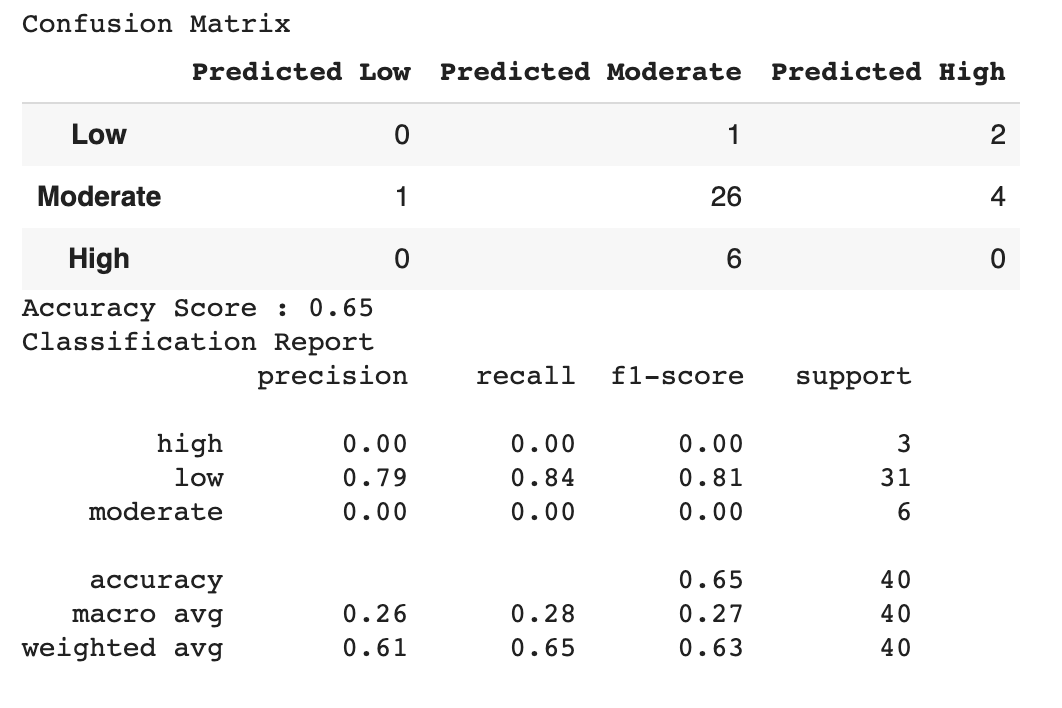 Confusion Matrix
Predicted Low Predicted Moderate Predicted High
Low 0 1 2
Moderate 1 26 4
High 0 6 0
Accuracy Score : 0.65
Classification Report
precision recall f1-score support
high 0.00 0.00 0.00 3
low 0.79 0.84 0.81 31
moderate 0.00 0.00 0.00 6
accuracy 0.65 40
macro avg 0.26 0.28 0.27 40
weighted avg 0.61 0.65 0.63 40